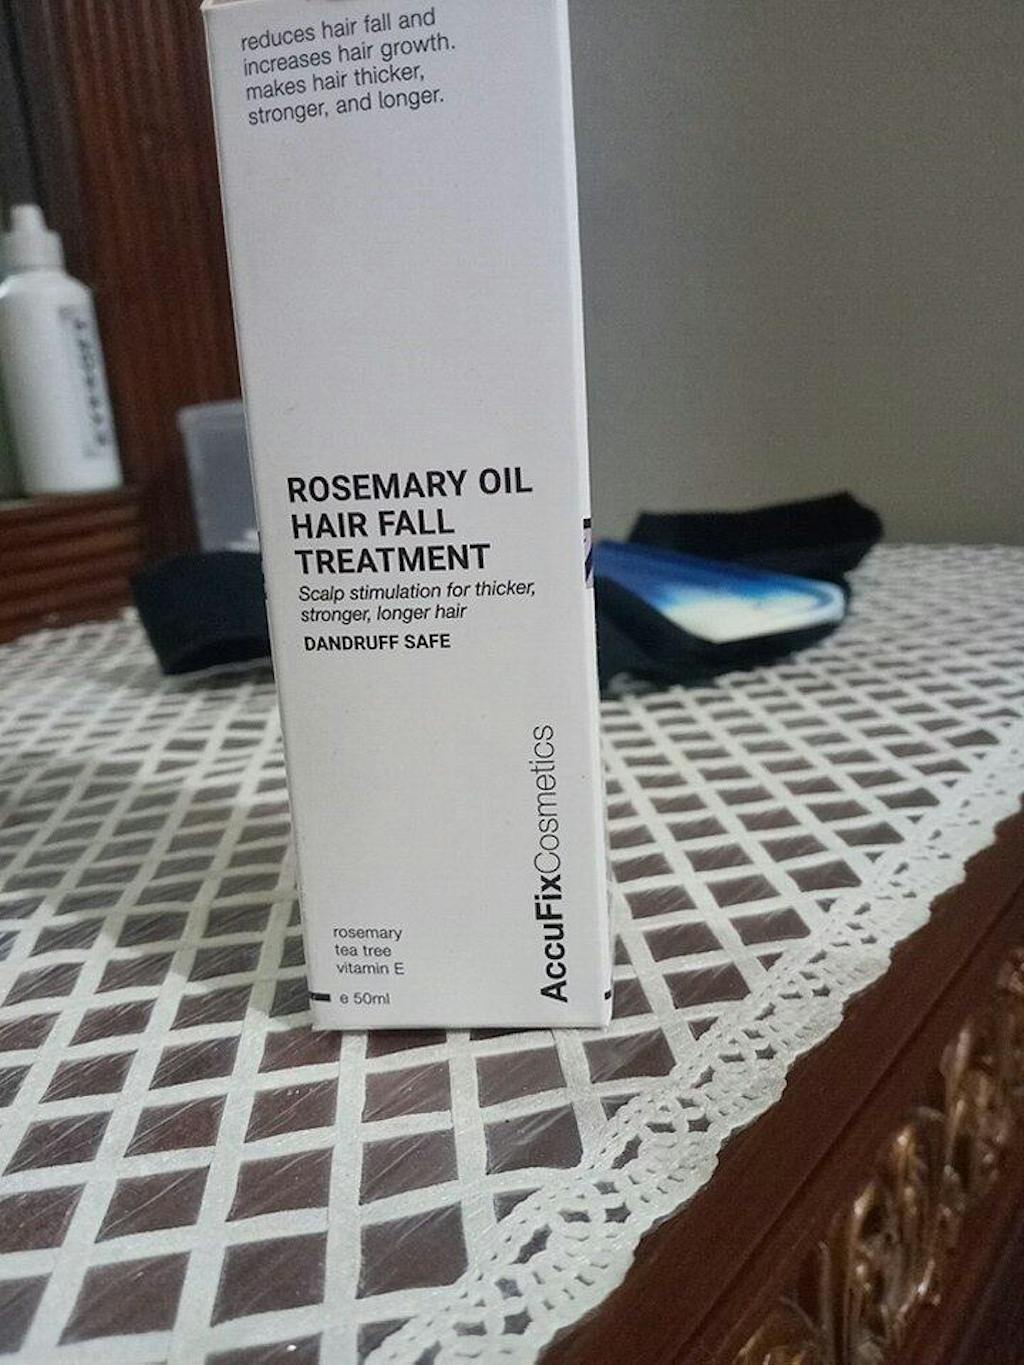 reduces hair fall and
increases hair growth.
makes hair thicker,
stronger, and longer.
ROSEMARY OIL
HAIR FALL
TREATMENT
Scalp stimulation for thicker,
stronger, longer hair
DANDRUFF SAFE
AccuFixCosmetics
rosemary
tea tree
vitamin E
e 50ml